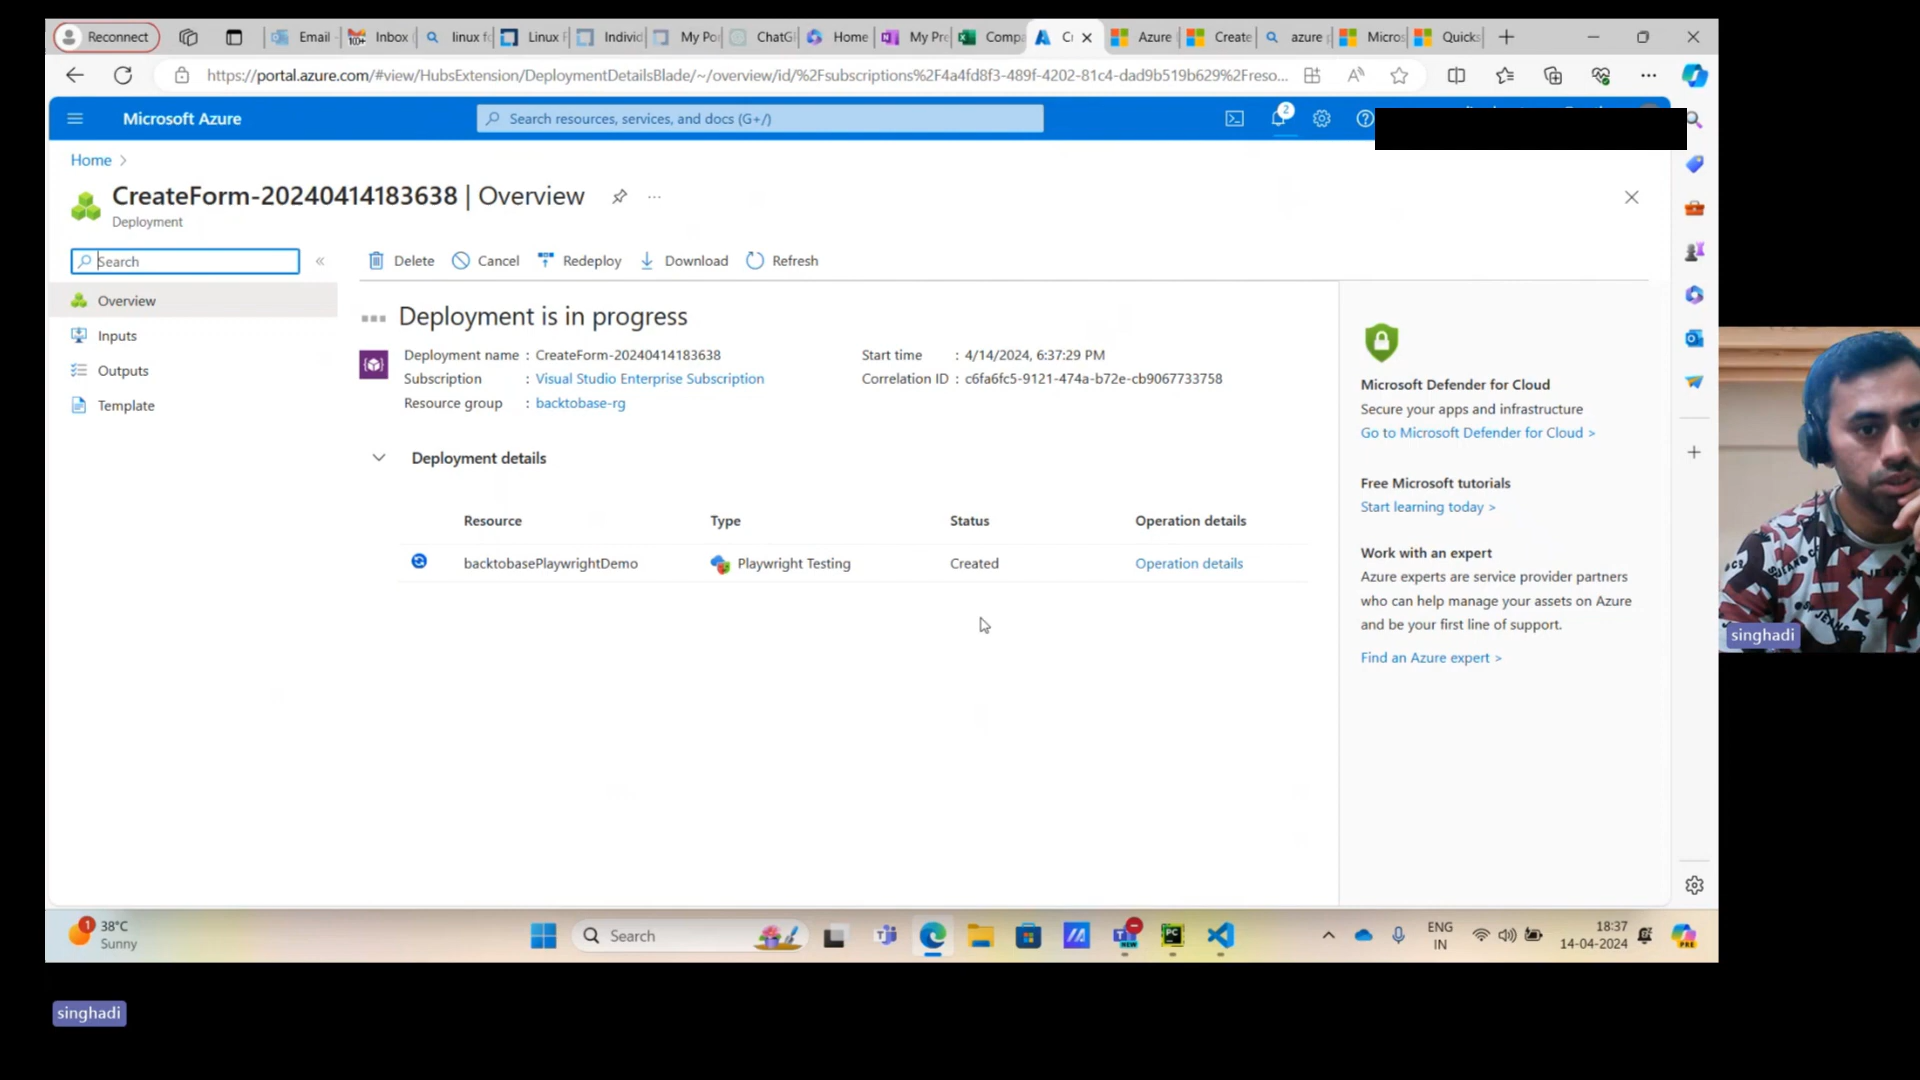 Reconnect
Email
Inbox
linux fo
Linux F
Individ
My Po
ChatG
Home
My Pre
Compa
Cr
Azure
Create
azure
Micros
Quicks
https://portal.azure.com/#view/HubsExtension/DeploymentDetailsBlade/~/overview/id/%2Fsubscriptions%2F4a4fd8f3-489f-4202-81c4-dad9b519b629%2Freso...
Microsoft Azure
Search resources, services, and docs (G+/)
2
Home
CreateForm-20240414183638 | Overview
Deployment
Search
Delete
Cancel
Redeploy
Download
Refresh
Overview
Inputs
Outputs
Template
Deployment is in progress
Deployment name : CreateForm-20240414183638
Subscription : Visual Studio Enterprise Subscription
Resource group : backtobase-rg
Start time : 4/14/2024, 6:37:29 PM
Correlation ID : c6fa6fc5-9121-474a-b72e-cb9067733758
Deployment details
Resource Type Status Operation details
backtobasePlaywrightDemo Playwright Testing Created Operation details
Microsoft Defender for Cloud
Secure your apps and infrastructure
Go to Microsoft Defender for Cloud >
Free Microsoft tutorials
Start learning today >
Work with an expert
Azure experts are service provider partners
who can help manage your assets on Azure
and be your first line of support.
Find an Azure expert >
singhadi
1
38°C
Sunny
Search
ENG
IN
18:37
14-04-2024
singhadi